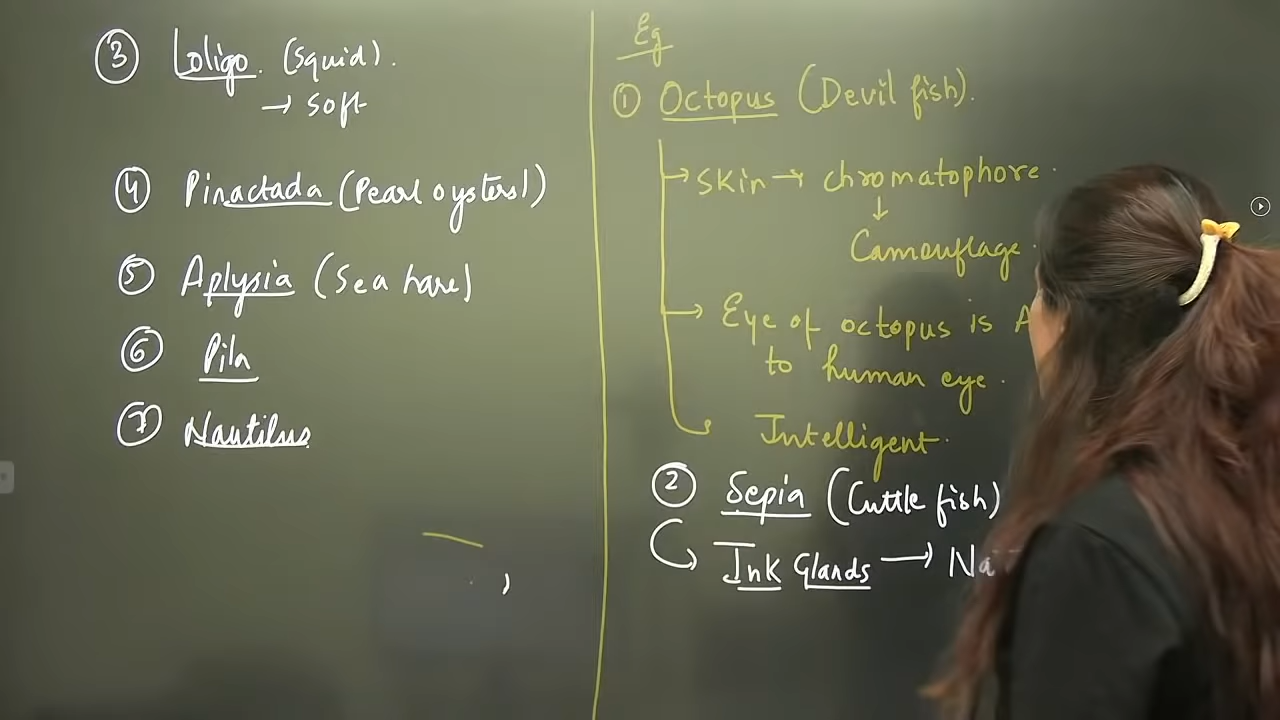 ③ Loligo. (Squid).
→ Soft
④ Pinactada (Pearl oysters)
⑤ Aplysia (Sea hare)
⑥ Pila
⑦ Nautilus
Eg
① Octopus (Devil fish).
→ Skin → chromatophore.
↓
Camouflage.
→ Eye of octopus is A
to human eye.
Intelligent.
② Sepia (Cuttle fish)
Ink Glands → Na